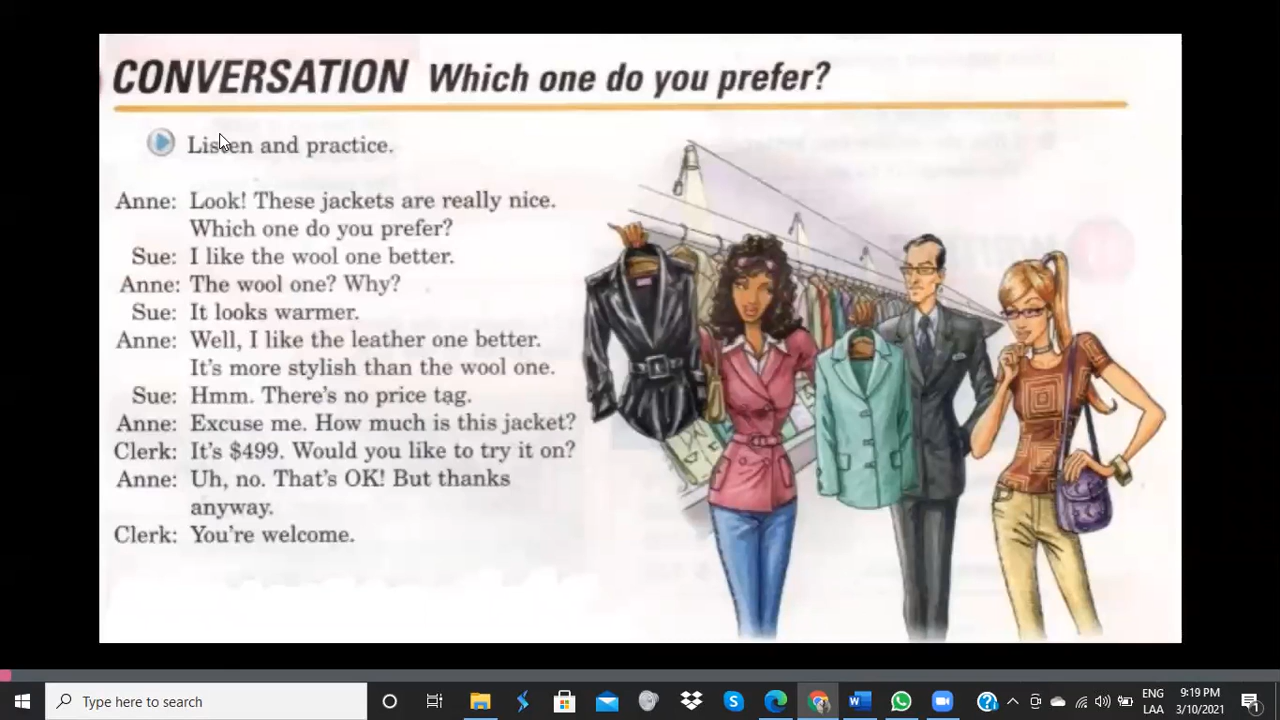 CONVERSATION Which one do you prefer?
Listen and practice.
Anne: Look! These jackets are really nice.
Which one do you prefer?
Sue: I like the wool one better.
Anne: The wool one? Why?
Sue: It looks warmer.
Anne: Well, I like the leather one better.
It's more stylish than the wool one.
Sue: Hmm. There's no price tag.
Anne: Excuse me. How much is this jacket?
Clerk: It's $499. Would you like to try it on?
Anne: Uh, no. That's OK! But thanks
anyway.
Clerk: You're welcome.
Type here to search
ENG 9:19 PM
LAA 3/10/2021